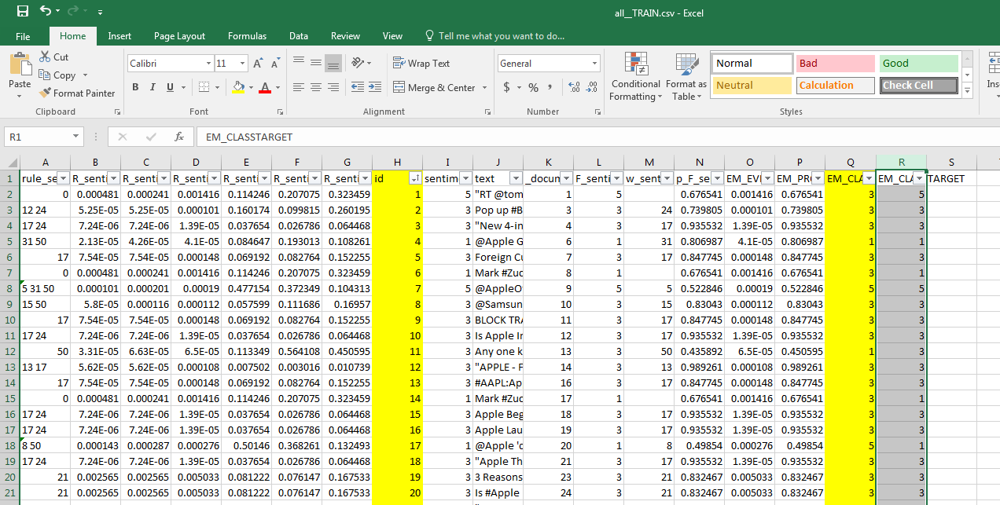 all__TRAIN.csv - Excel
File Home Insert Page Layout Formulas Data Review View Tell me what you want to do...
Cut
Copy
Format Painter
Paste
Clipboard
Calibri 11
B I U
Font
Wrap Text
Merge & Center
Alignment
General
$ % ,
Number
Conditional Formatting
Format as Table
Normal Bad Good
Neutral Calculation Check Cell
Styles
Ins
R1 fx EM_CLASSTARGET
A B C D E F G H I J K L M N O P Q R S
1 rule_se R_senti R_senti R_senti R_senti R_senti R_senti id sentim text _docum F_senti w_sent p_F_se EM_EVE EM_PRO EM_CLA EM_CLA TARGET
2 0 0.000481 0.000241 0.001416 0.114246 0.207075 0.323459 1 5 "RT @tom 1 5 0.676541 0.001416 0.676541 3 5
3 12 24 5.25E-05 5.25E-05 0.000101 0.160174 0.099815 0.260195 2 3 Pop up #B 3 3 24 0.739805 0.000101 0.739805 3 3
4 17 24 7.24E-06 7.24E-06 1.39E-05 0.037654 0.026786 0.064468 3 3 "New 4-in 4 3 17 0.935532 1.39E-05 0.935532 3 3
5 31 50 2.13E-05 4.26E-05 4.1E-05 0.084647 0.193013 0.108261 4 1 @Apple G 6 1 31 0.806987 4.1E-05 0.806987 1 1
6 17 7.54E-05 7.54E-05 0.000148 0.069192 0.082764 0.152255 5 3 Foreign Cu 7 3 17 0.847745 0.000148 0.847745 3 3
7 0 0.000481 0.000241 0.001416 0.114246 0.207075 0.323459 6 1 Mark #Zuc 8 1 0.676541 0.001416 0.676541 3 1
8 5 31 50 0.000101 0.000201 0.00019 0.477154 0.372349 0.104313 7 5 @AppleOf 9 5 5 0.522846 0.00019 0.522846 5 5
9 15 50 5.8E-05 0.000116 0.000112 0.057599 0.111686 0.16957 8 3 @Samsun 10 3 15 0.83043 0.000112 0.83043 3 3
10 17 7.54E-05 7.54E-05 0.000148 0.069192 0.082764 0.152255 9 3 BLOCK TRA 11 3 17 0.847745 0.000148 0.847745 3 3
11 17 24 7.24E-06 7.24E-06 1.39E-05 0.037654 0.026786 0.064468 10 3 Is Apple In 12 3 17 0.935532 1.39E-05 0.935532 3 3
12 50 3.31E-05 6.63E-05 6.5E-05 0.113349 0.564108 0.450595 11 3 Any one k 13 3 50 0.435892 6.5E-05 0.450595 1 3
13 13 17 5.62E-05 5.62E-05 0.000108 0.007502 0.003016 0.010739 12 3 "APPLE - F 14 3 13 0.989261 0.000108 0.989261 3 3
14 17 7.54E-05 7.54E-05 0.000148 0.069192 0.082764 0.152255 13 3 #AAPL:Ap 16 3 17 0.847745 0.000148 0.847745 3 3
15 0 0.000481 0.000241 0.001416 0.114246 0.207075 0.323459 14 1 Mark #Zuc 17 1 0.676541 0.001416 0.676541 3 1
16 17 24 7.24E-06 7.24E-06 1.39E-05 0.037654 0.026786 0.064468 15 3 Apple Beg 18 3 17 0.935532 1.39E-05 0.935532 3 3
17 17 24 7.24E-06 7.24E-06 1.39E-05 0.037654 0.026786 0.064468 16 3 Apple Lau 19 3 17 0.935532 1.39E-05 0.935532 3 3
18 8 50 0.000143 0.000287 0.000276 0.50146 0.368261 0.132493 17 1 @Apple 'c 20 1 8 0.49854 0.000276 0.49854 5 1
19 17 24 7.24E-06 7.24E-06 1.39E-05 0.037654 0.026786 0.064468 18 3 "Apple Th 21 3 17 0.935532 1.39E-05 0.935532 3 3
20 21 0.002565 0.002565 0.005033 0.081222 0.076147 0.167533 19 3 3 Reasons 23 3 21 0.832467 0.005033 0.832467 3 3
21 21 0.002565 0.002565 0.005033 0.081222 0.076147 0.167533 20 3 Is #Apple 24 3 21 0.832467 0.005033 0.832467 3 3